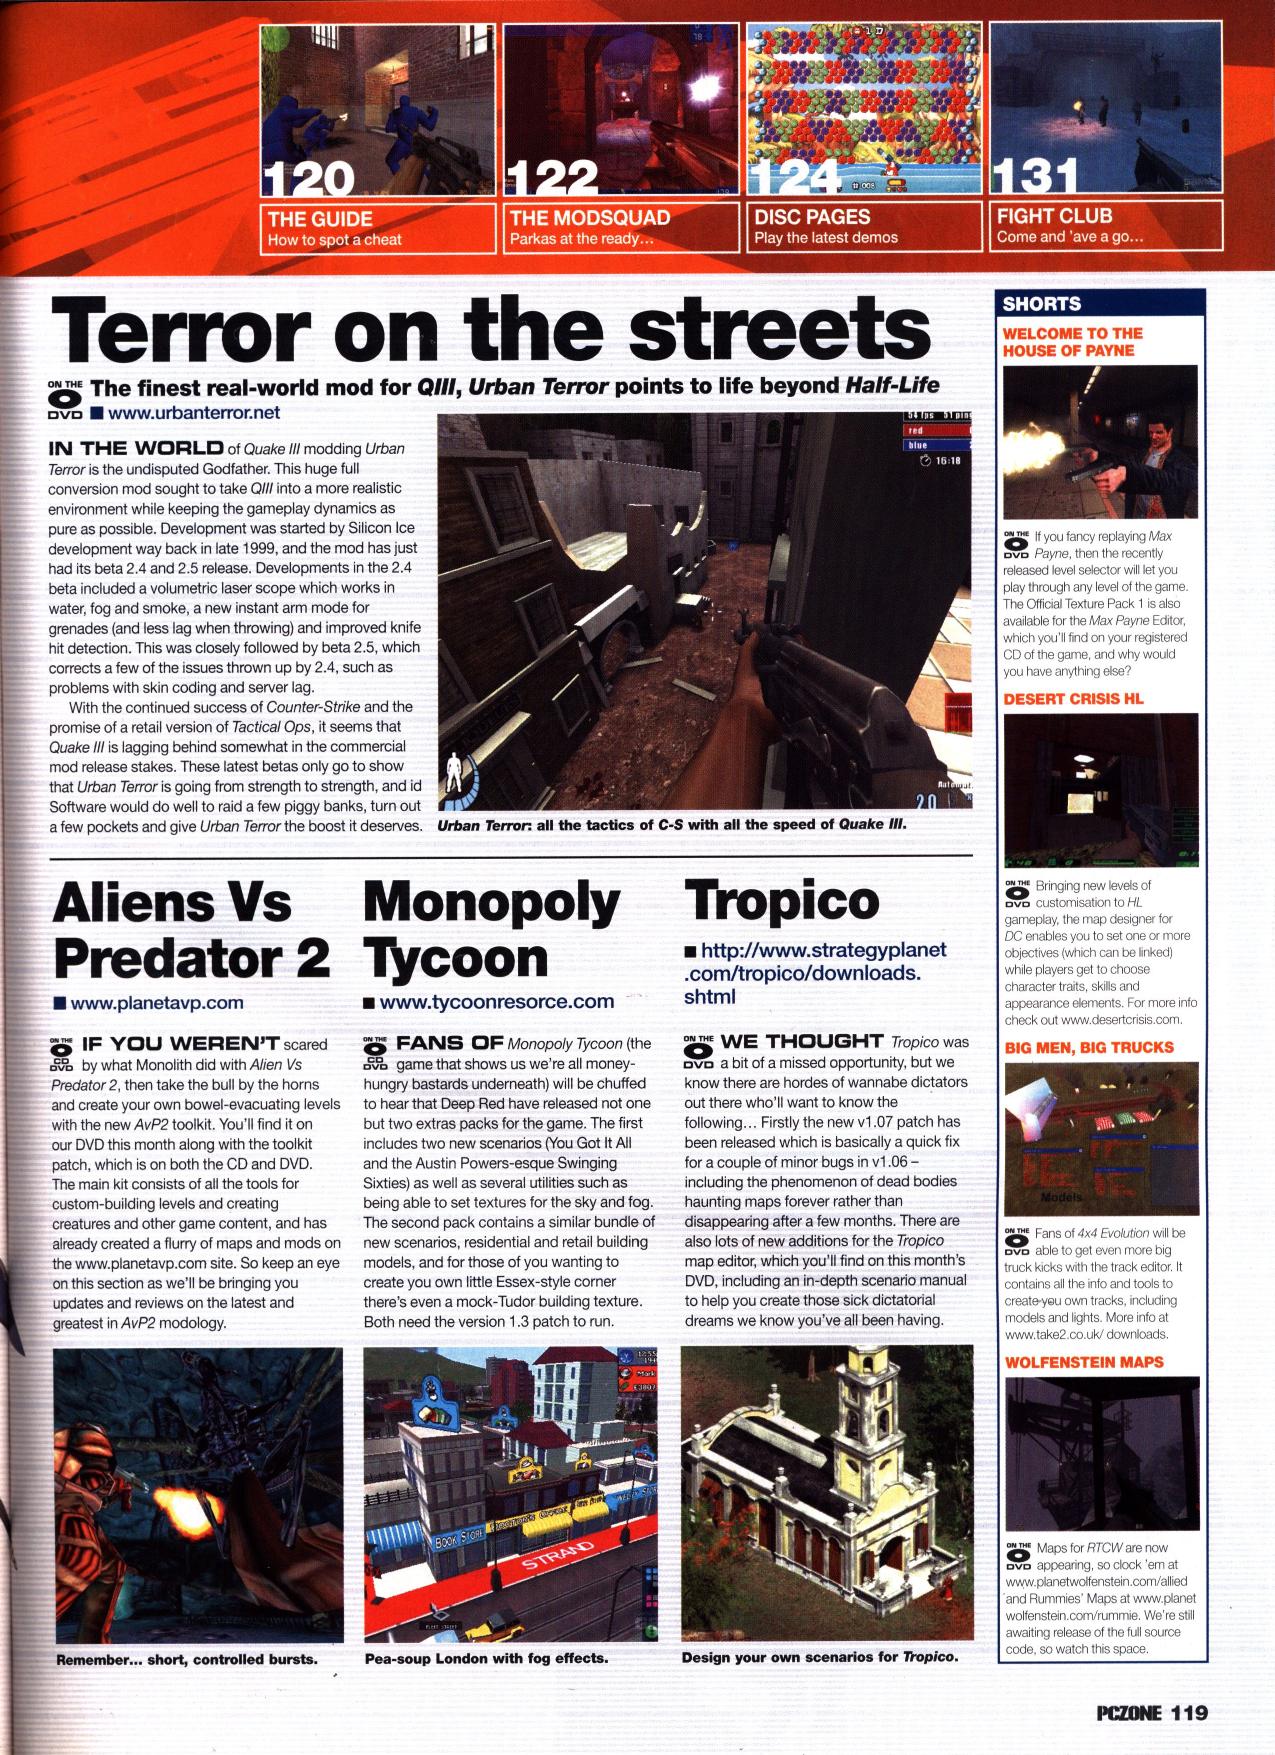 120
THE GUIDE
How to spot a cheat
122
THE MODSQUAD
Parkas at the ready...
124
DISC PAGES
Play the latest demos
131
FIGHT CLUB
Come and 'ave a go...
Terror on the streets
ON THE
DVD
The finest real-world mod for QIII, Urban Terror points to life beyond Half-Life
■ www.urbanterror.net
IN THE WORLD of Quake III modding Urban
Terror is the undisputed Godfather. This huge full
conversion mod sought to take QIII into a more realistic
environment while keeping the gameplay dynamics as
pure as possible. Development was started by Silicon Ice
development way back in late 1999, and the mod has just
had its beta 2.4 and 2.5 release. Developments in the 2.4
beta included a volumetric laser scope which works in
water, fog and smoke, a new instant arm mode for
grenades (and less lag when throwing) and improved knife
hit detection. This was closely followed by beta 2.5, which
corrects a few of the issues thrown up by 2.4, such as
problems with skin coding and server lag.
With the continued success of Counter-Strike and the
promise of a retail version of Tactical Ops, it seems that
Quake III is lagging behind somewhat in the commercial
mod release stakes. These latest betas only go to show
that Urban Terror is going from strength to strength, and id
Software would do well to raid a few piggy banks, turn out
a few pockets and give Urban Terror the boost it deserves.
54 fps 51 ping
red
blue
16:18
20
Urban Terror: all the tactics of C-S with all the speed of Quake III.
Aliens Vs
Predator 2
■ www.planetavp.com
ON THE
CD
DVD
IF YOU WEREN'T scared
by what Monolith did with Alien Vs
Predator 2, then take the bull by the horns
and create your own bowel-evacuating levels
with the new AvP2 toolkit. You'll find it on
our DVD this month along with the toolkit
patch, which is on both the CD and DVD.
The main kit consists of all the tools for
custom-building levels and creating
creatures and other game content, and has
already created a flurry of maps and mods on
the www.planetavp.com site. So keep an eye
on this section as we'll be bringing you
updates and reviews on the latest and
greatest in AvP2 modology.
Remember... short, controlled bursts.
Monopoly
Tycoon
■ www.tycoonresorce.com
ON THE
CD
DVD
FANS OF Monopoly Tycoon (the
game that shows us we're all money-
hungry bastards underneath) will be chuffed
to hear that Deep Red have released not one
but two extras packs for the game. The first
includes two new scenarios (You Got It All
and the Austin Powers-esque Swinging
Sixties) as well as several utilities such as
being able to set textures for the sky and fog.
The second pack contains a similar bundle of
new scenarios, residential and retail building
models, and for those of you wanting to
create you own little Essex-style corner
there's even a mock-Tudor building texture.
Both need the version 1.3 patch to run.
BOOK STORE
STRAND
Pea-soup London with fog effects.
Tropico
■ http://www.strategyplanet
.com/tropico/downloads.
shtml
ON THE
DVD
WE THOUGHT Tropico was
a bit of a missed opportunity, but we
know there are hordes of wannabe dictators
out there who'll want to know the
following... Firstly the new v1.07 patch has
been released which is basically a quick fix
for a couple of minor bugs in v1.06 –
including the phenomenon of dead bodies
haunting maps forever rather than
disappearing after a few months. There are
also lots of new additions for the Tropico
map editor, which you'll find on this month's
DVD, including an in-depth scenario manual
to help you create those sick dictatorial
dreams we know you've all been having.
Design your own scenarios for Tropico.
SHORTS
WELCOME TO THE
HOUSE OF PAYNE
ON THE
DVD
If you fancy replaying Max
Payne, then the recently
released level selector will let you
play through any level of the game.
The Official Texture Pack 1 is also
available for the Max Payne Editor,
which you'll find on your registered
CD of the game, and why would
you have anything else?
DESERT CRISIS HL
ON THE
DVD
Bringing new levels of
customisation to HL
gameplay, the map designer for
DC enables you to set one or more
objectives (which can be linked)
while players get to choose
character traits, skills and
appearance elements. For more info
check out www.desertcrisis.com.
BIG MEN, BIG TRUCKS
Models
ON THE
DVD
Fans of 4x4 Evolution will be
able to get even more big
truck kicks with the track editor. It
contains all the info and tools to
create you own tracks, including
models and lights. More info at
www.take2.co.uk/ downloads.
WOLFENSTEIN MAPS
ON THE
DVD
Maps for RTCW are now
appearing, so clock 'em at
www.planetwolfenstein.com/allied
and Rummies' Maps at www.planet
wolfenstein.com/rummie. We're still
awaiting release of the full source
code, so watch this space.
PCZONE 119